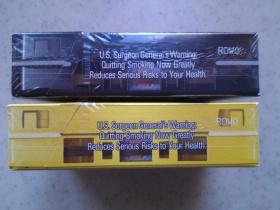 U.S. Surgeon General's Warning:
Quitting Smoking Now Greatly
Reduces Serious Risks to Your Health.
U.S. Surgeon General's Warning:
Quitting Smoking Now Greatly
Reduces Serious Risks to Your Health.